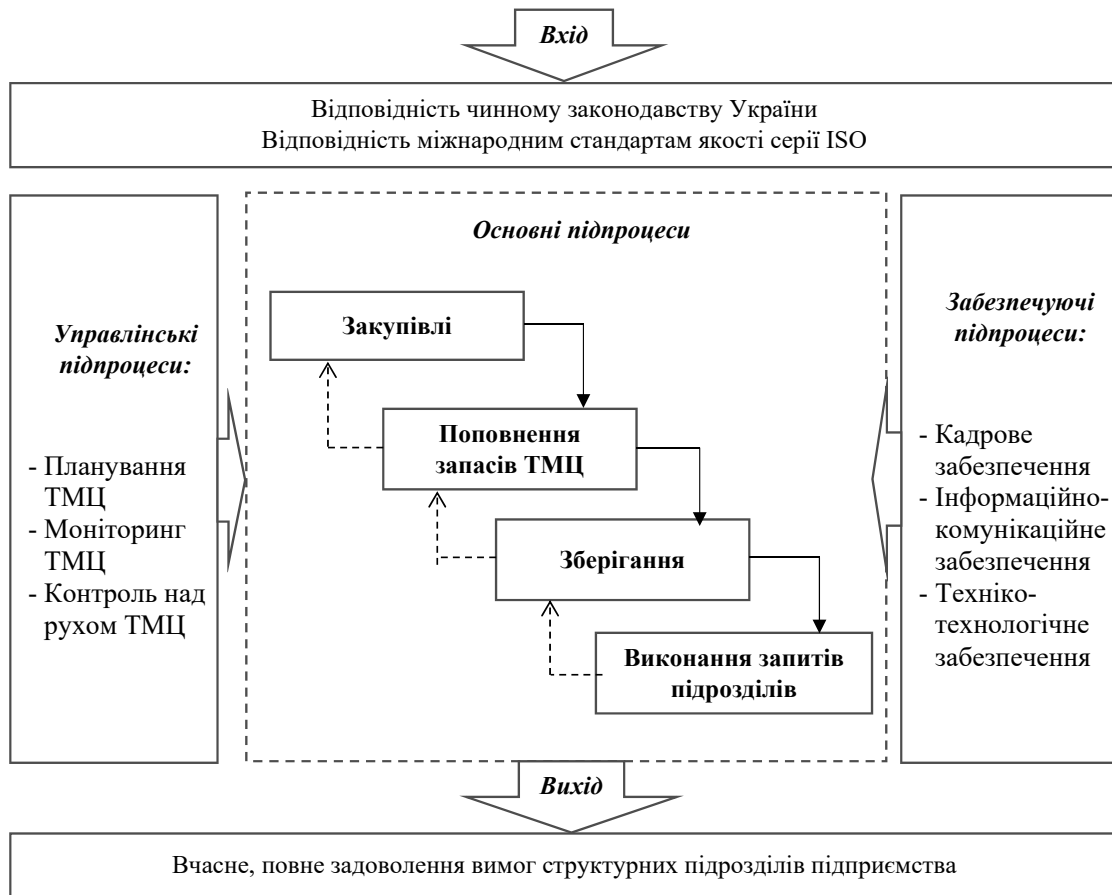 Вхід
Відповідність чинному законодавству України
Відповідність міжнародним стандартам якості серії ISO
Управлінські
підпроцеси:
- Планування
ТМЦ
- Моніторинг
ТМЦ
- Контроль над
рухом ТМЦ
Основні підпроцеси
Закупівлі
Поповнення
запасів ТМЦ
Зберігання
Виконання запитів
підрозділів
Забезпечуючі
підпроцеси:
- Кадрове
забезпечення
- Інформаційно-
комунікаційне
забезпечення
- Техніко-
технологічне
забезпечення
Вихід
Вчасне, повне задоволення вимог структурних підрозділів підприємства